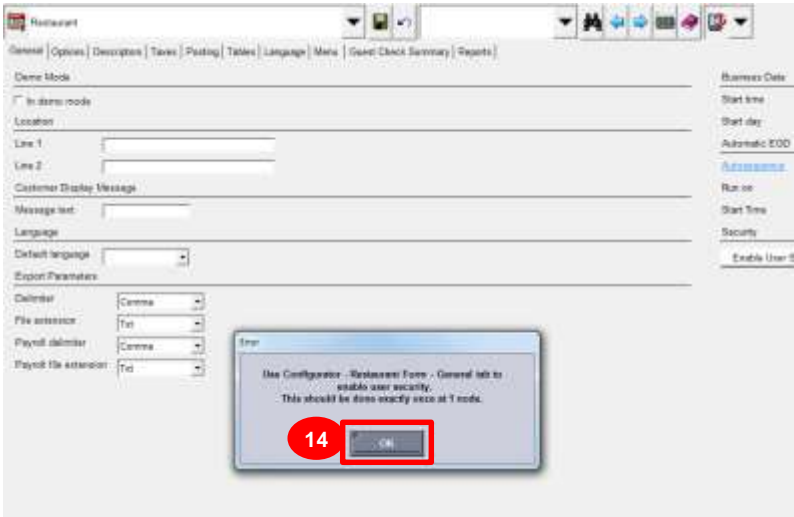 Restaurant
General | Options | Descriptors | Taxes | Posting | Tables | Language | Menu | Guest Check Summary | Reports
Demo Mode
In demo mode
Location
Line 1
Line 2
Customer Display Message
Message text
Language
Default language
Export Parameters
Delimiter Comma
File extension Txt
Payroll delimiter Comma
Payroll file extension Txt
Business Date
Start time
Start day
Automatic EOD
Autosequence
Run on
Start Time
Security
Enable User S
Error
Use Configurator - Restaurant Form - General tab to
enable user security.
This should be done exactly once at 1 node.
14
OK